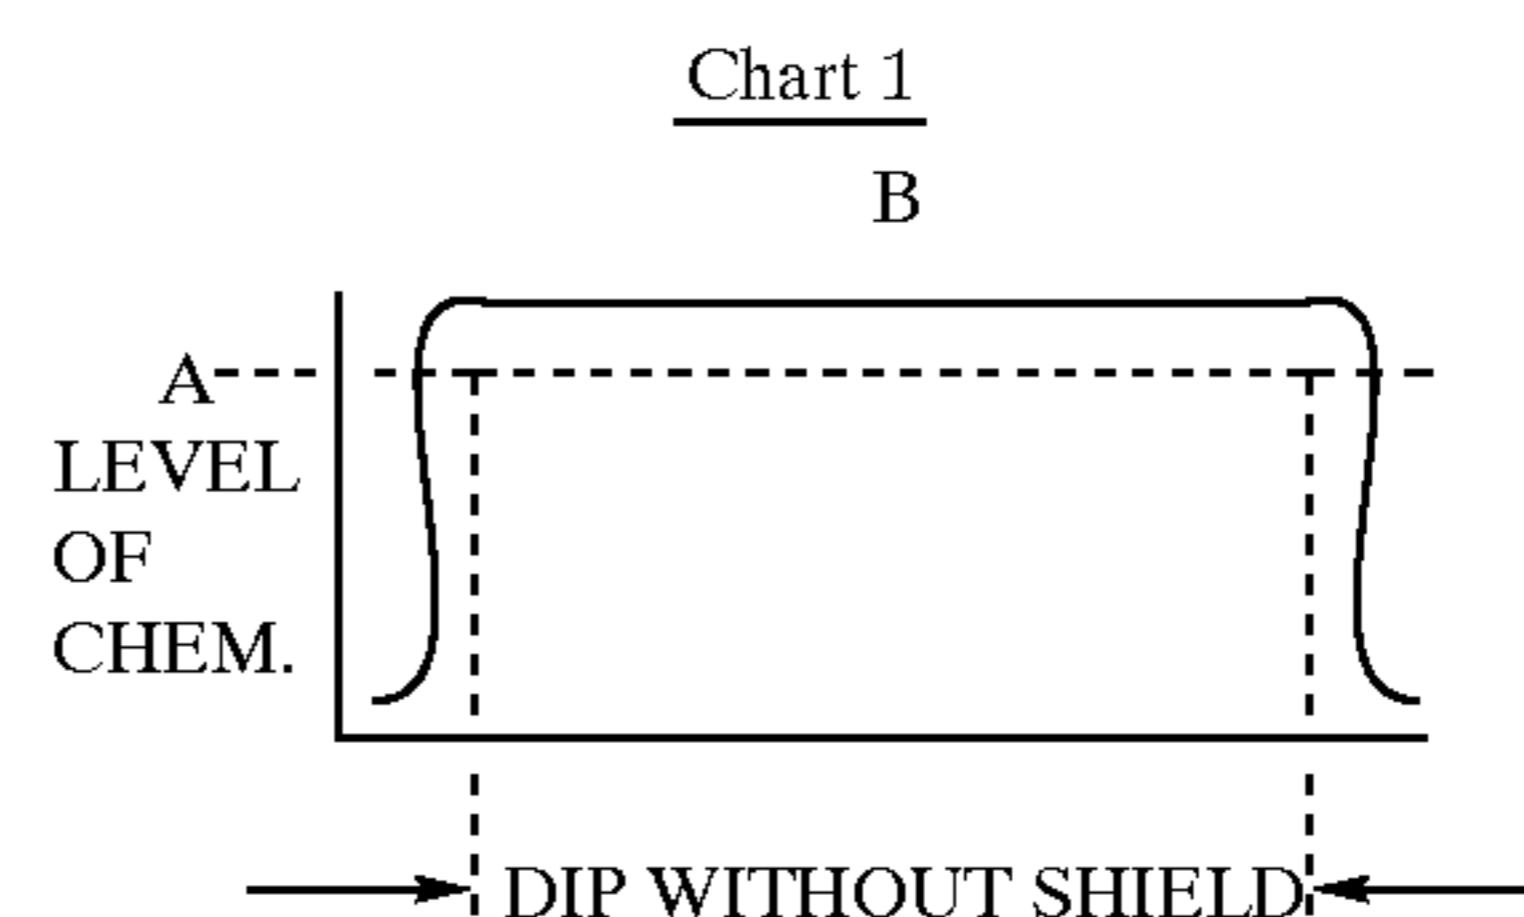 Chart 1
B
A
LEVEL
OF
CHEM.
DIP WITHOUT SHIELD